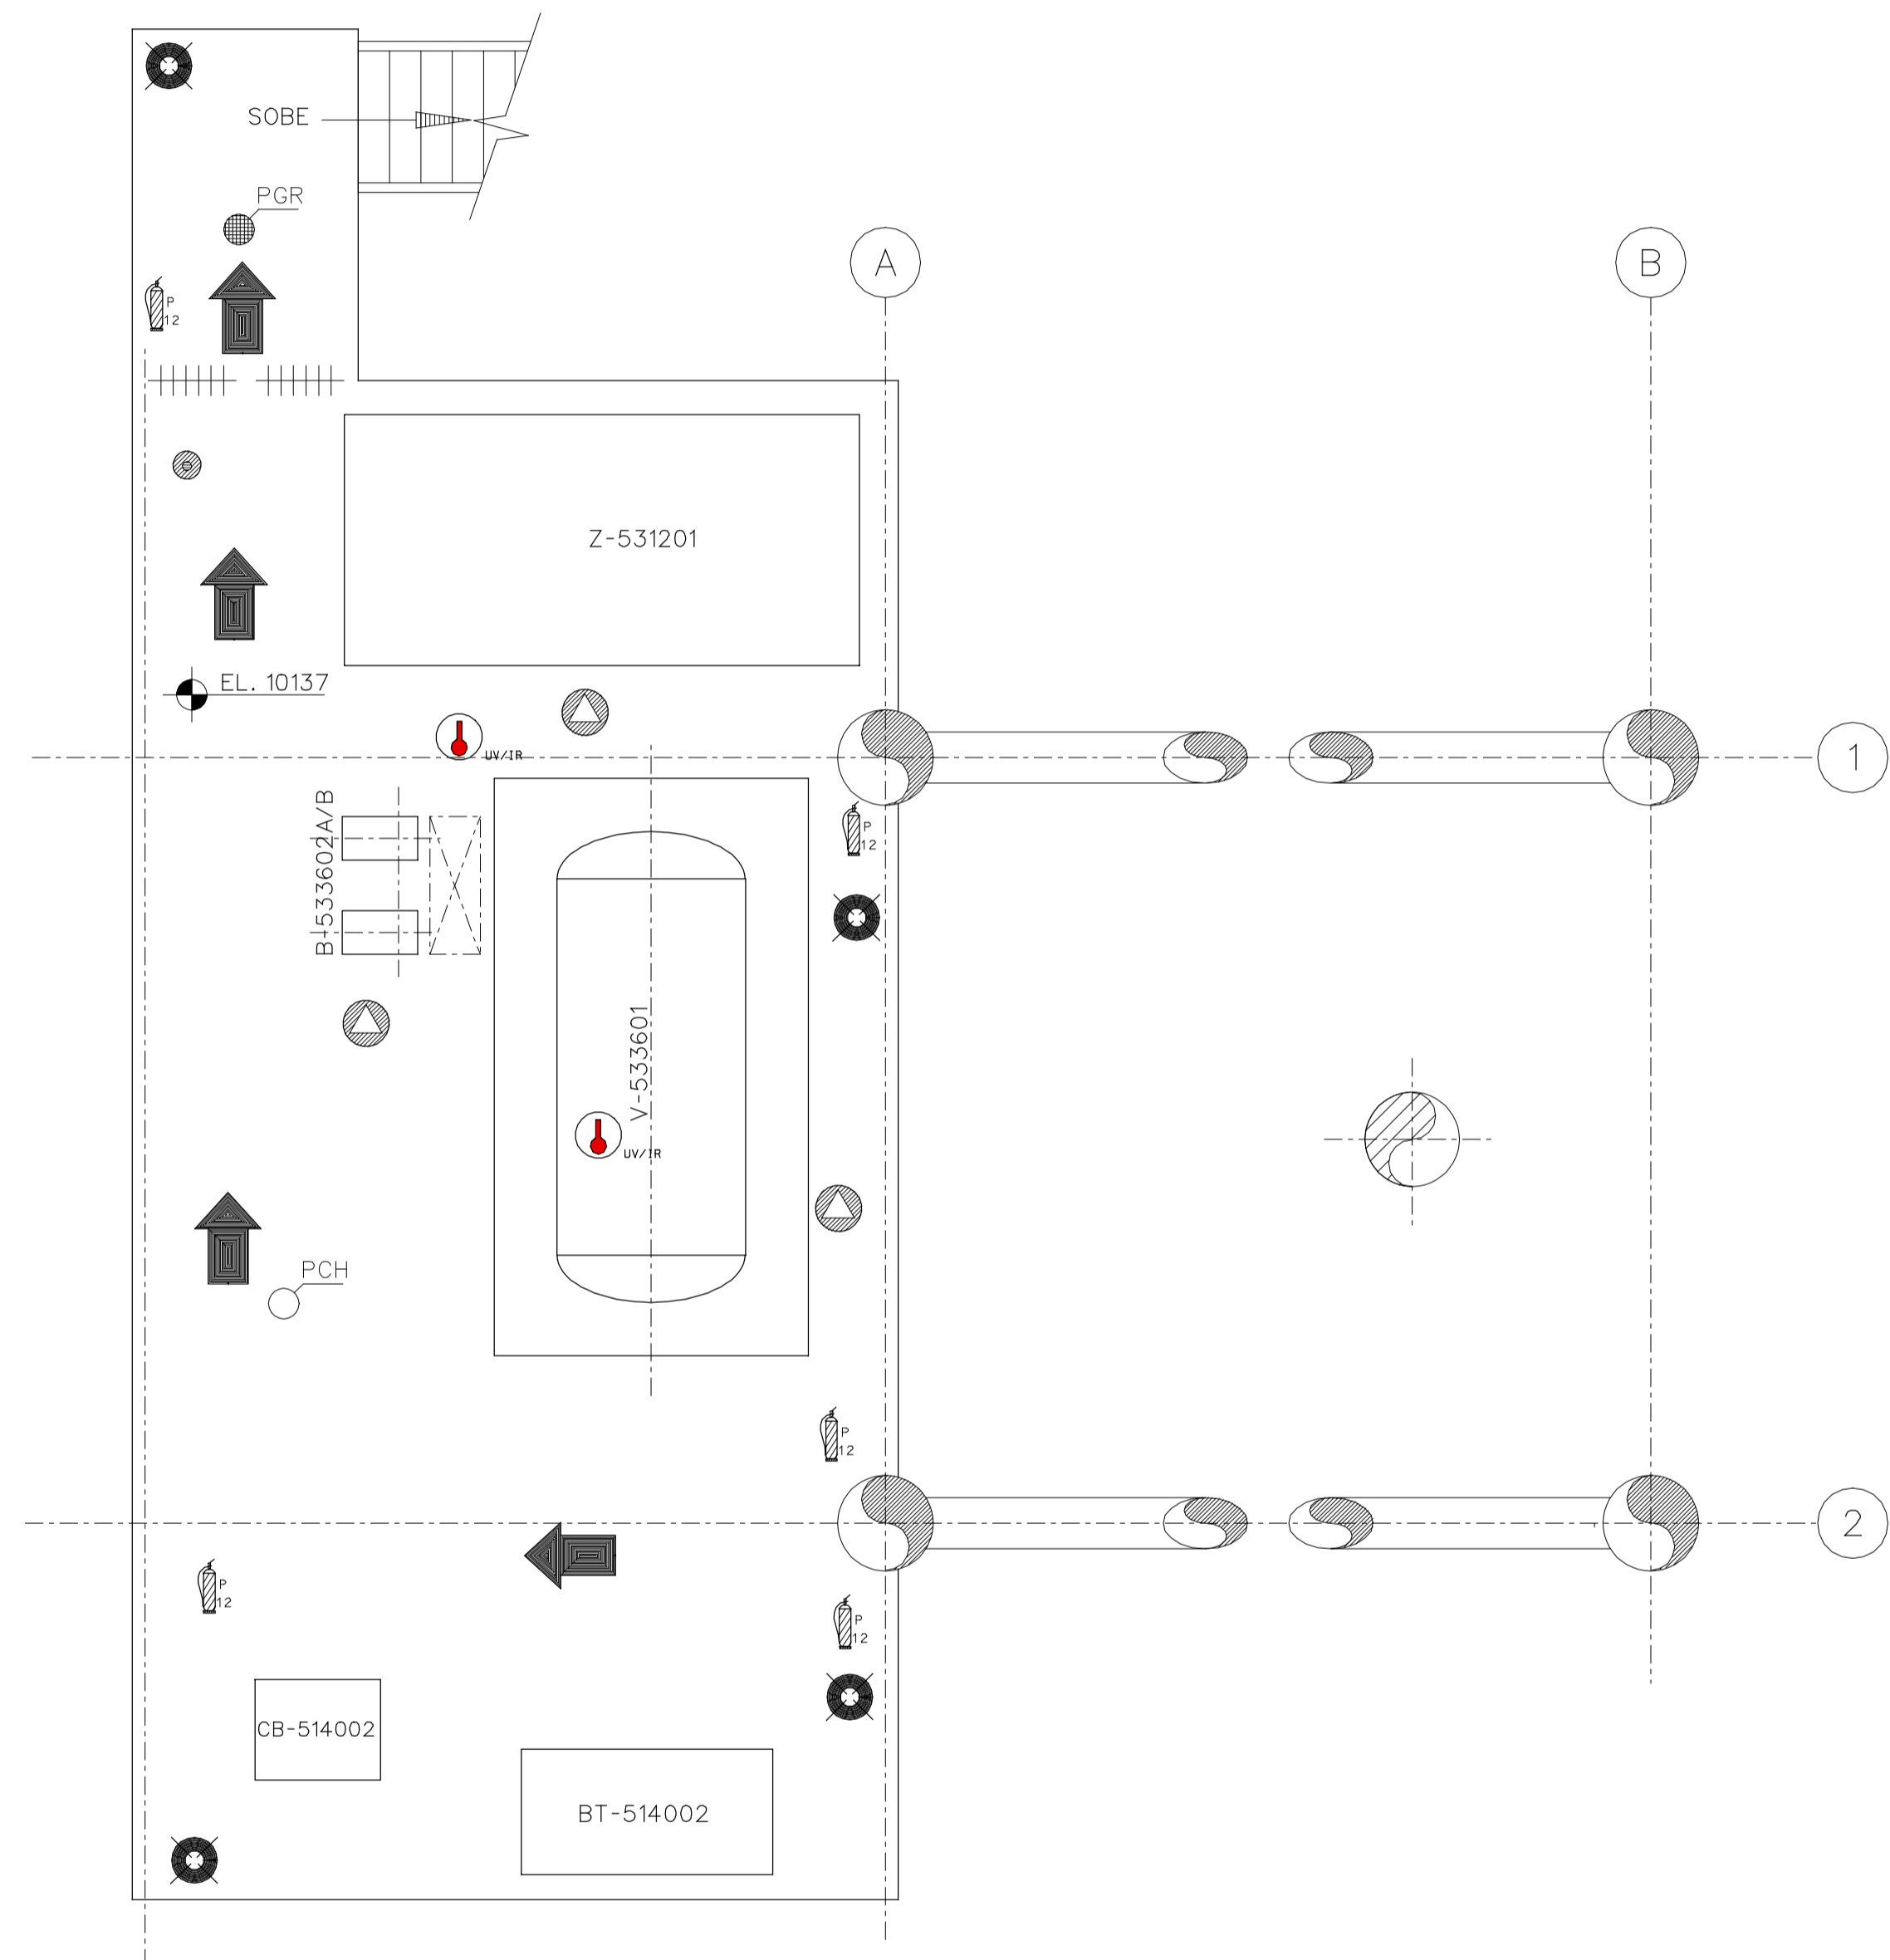 SOBE
PGR
A
B
P
12
Z-531201
EL. 10137
UV/IR
1
B-533602A/B
P
12
V-533601
UV/IR
PCH
P
12
2
P
12
P
12
CB-514002
BT-514002